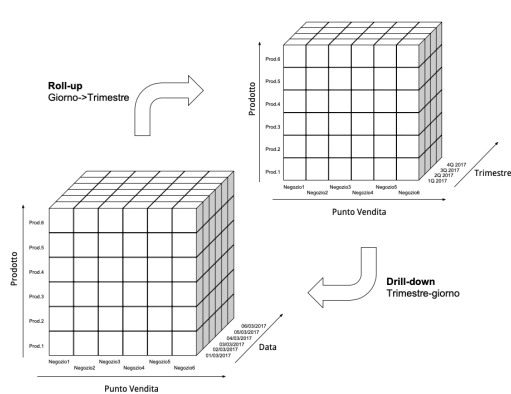 Roll-up
Giorno->Trimestre
Prodotto
Prod.6
Prod.5
Prod.4
Prod.3
Prod.2
Prod.1
Negozio1
Negozio2
Negozio3
Negozio4
Negozio5
Negozio6
4Q 2017
3Q 2017
2Q 2017
1Q 2017
Trimestre
Punto Vendita
Drill-down
Trimestre-giorno
Prodotto
Prod.6
Prod.5
Prod.4
Prod.3
Prod.2
Prod.1
Negozio1
Negozio2
Negozio3
Negozio4
Negozio5
Negozio6
06/03/2017
05/03/2017
04/03/2017
03/03/2017
02/03/2017
01/03/2017
Data
Punto Vendita